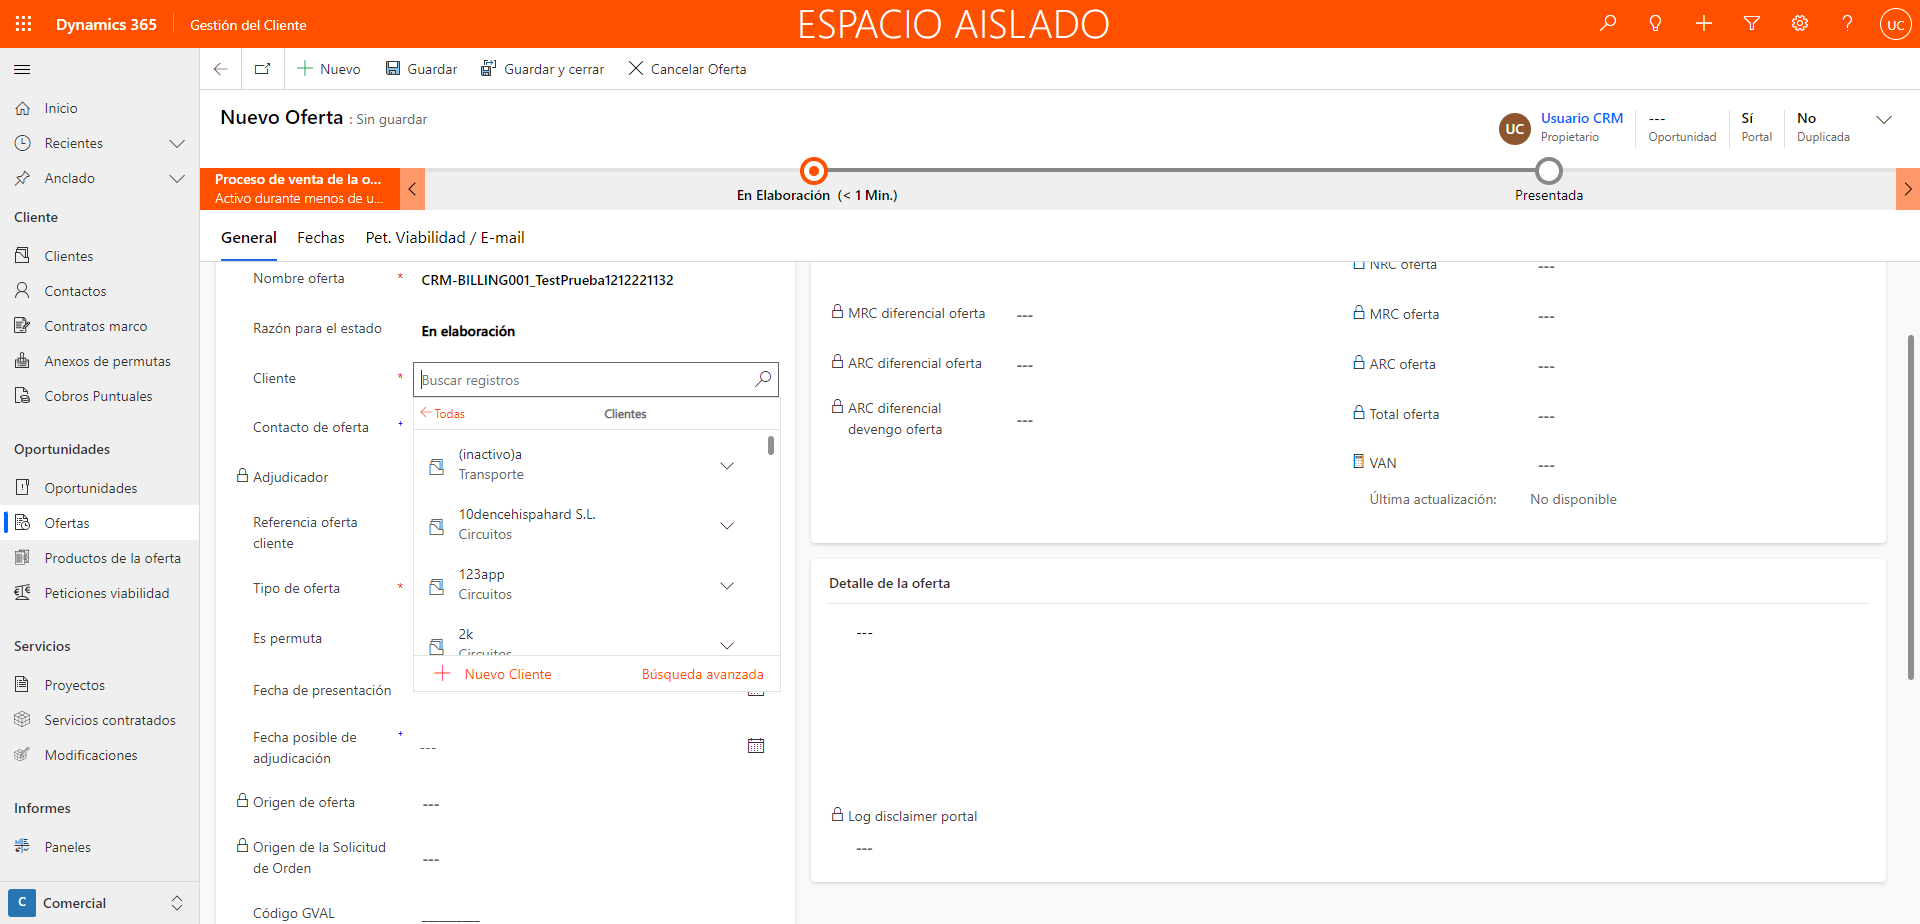 Dynamics 365
Gestión del Cliente
ESPACIO AISLADO
UC
Nuevo
Guardar
Guardar y cerrar
Cancelar Oferta
Inicio
Recientes
Anclado
Cliente
Clientes
Contactos
Contratos marco
Anexos de permutas
Cobros Puntuales
Oportunidades
Oportunidades
Ofertas
Productos de la oferta
Peticiones viabilidad
Servicios
Proyectos
Servicios contratados
Modificaciones
Informes
Paneles
C
Comercial
Nuevo Oferta : Sin guardar
UC
Usuario CRM
Propietario
---
Oportunidad
Sí
Portal
No
Duplicada
Proceso de venta de la o...
Activo durante menos de u...
En Elaboración (< 1 Min.)
Presentada
General
Fechas
Pet. Viabilidad / E-mail
Nombre oferta *
CRM-BILLING001_TestPrueba1212221132
Razón para el estado
En elaboración
Cliente *
Buscar registros
Todas
Clientes
(inactivo)a
Transporte
10dencehispahard S.L.
Circuitos
123app
Circuitos
2k
Circuitos
Nuevo Cliente
Búsqueda avanzada
Contacto de oferta +
Adjudicador
Referencia oferta
cliente
Tipo de oferta *
Es permuta
Fecha de presentación
Fecha posible de
adjudicación +
---
Origen de oferta
---
Origen de la Solicitud
de Orden
---
Código GVAL
NRC oferta
---
MRC diferencial oferta
---
MRC oferta
---
ARC diferencial oferta
---
ARC oferta
---
ARC diferencial
devengo oferta
---
Total oferta
---
VAN
---
Última actualización:
No disponible
Detalle de la oferta
---
Log disclaimer portal
---